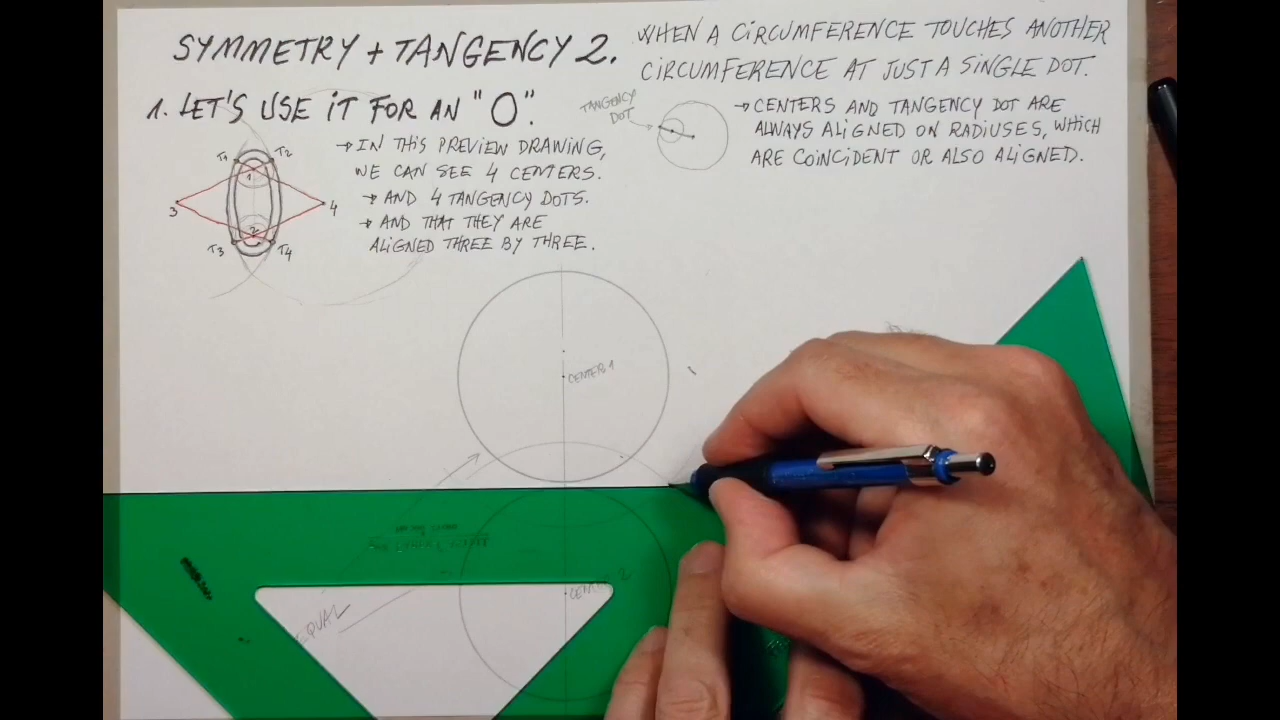 SYMMETRY + TANGENCY 2.
WHEN A CIRCUMFERENCE TOUCHES ANOTHER
CIRCUMFERENCE AT JUST A SINGLE DOT.
1. LET'S USE IT FOR AN "O".
TANGENCY
DOT
→ CENTERS AND TANGENCY DOT ARE
ALWAYS ALIGNED ON RADIUSES, WHICH
ARE COINCIDENT OR ALSO ALIGNED.
→ IN THIS PREVIEW DRAWING,
WE CAN SEE 4 CENTERS.
→ AND 4 TANGENCY DOTS.
→ AND THAT THEY ARE
ALIGNED THREE BY THREE.
T1 T2
1
3 4
2
T3 T4
CENTER 1
CENTER 2
EQUAL